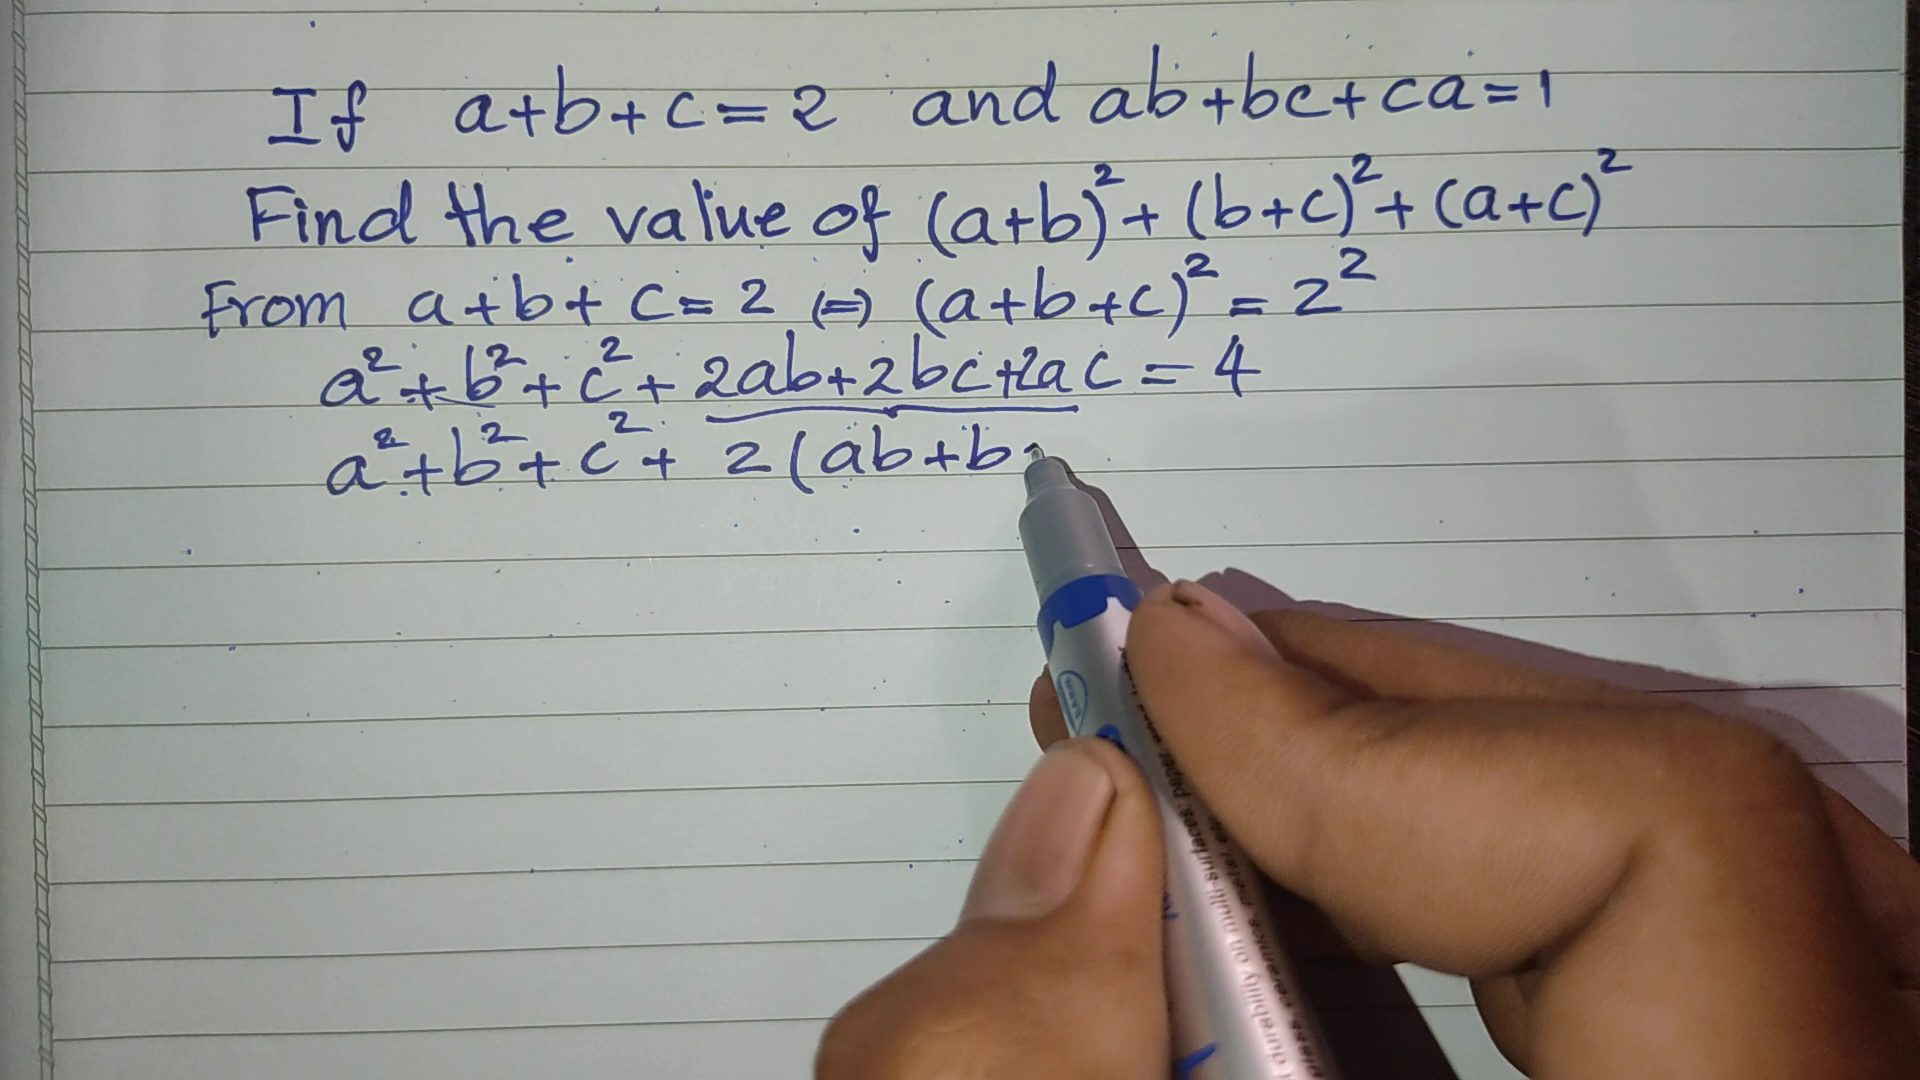 If a+b+c=2 and ab+bc+ca=1
Find the value of (a+b)²+(b+c)²+(a+c)²
From a+b+c=2 (=) (a+b+c)²=2²
a²+b²+c²+2ab+2bc+2ac=4
a²+b²+c²+2(ab+b